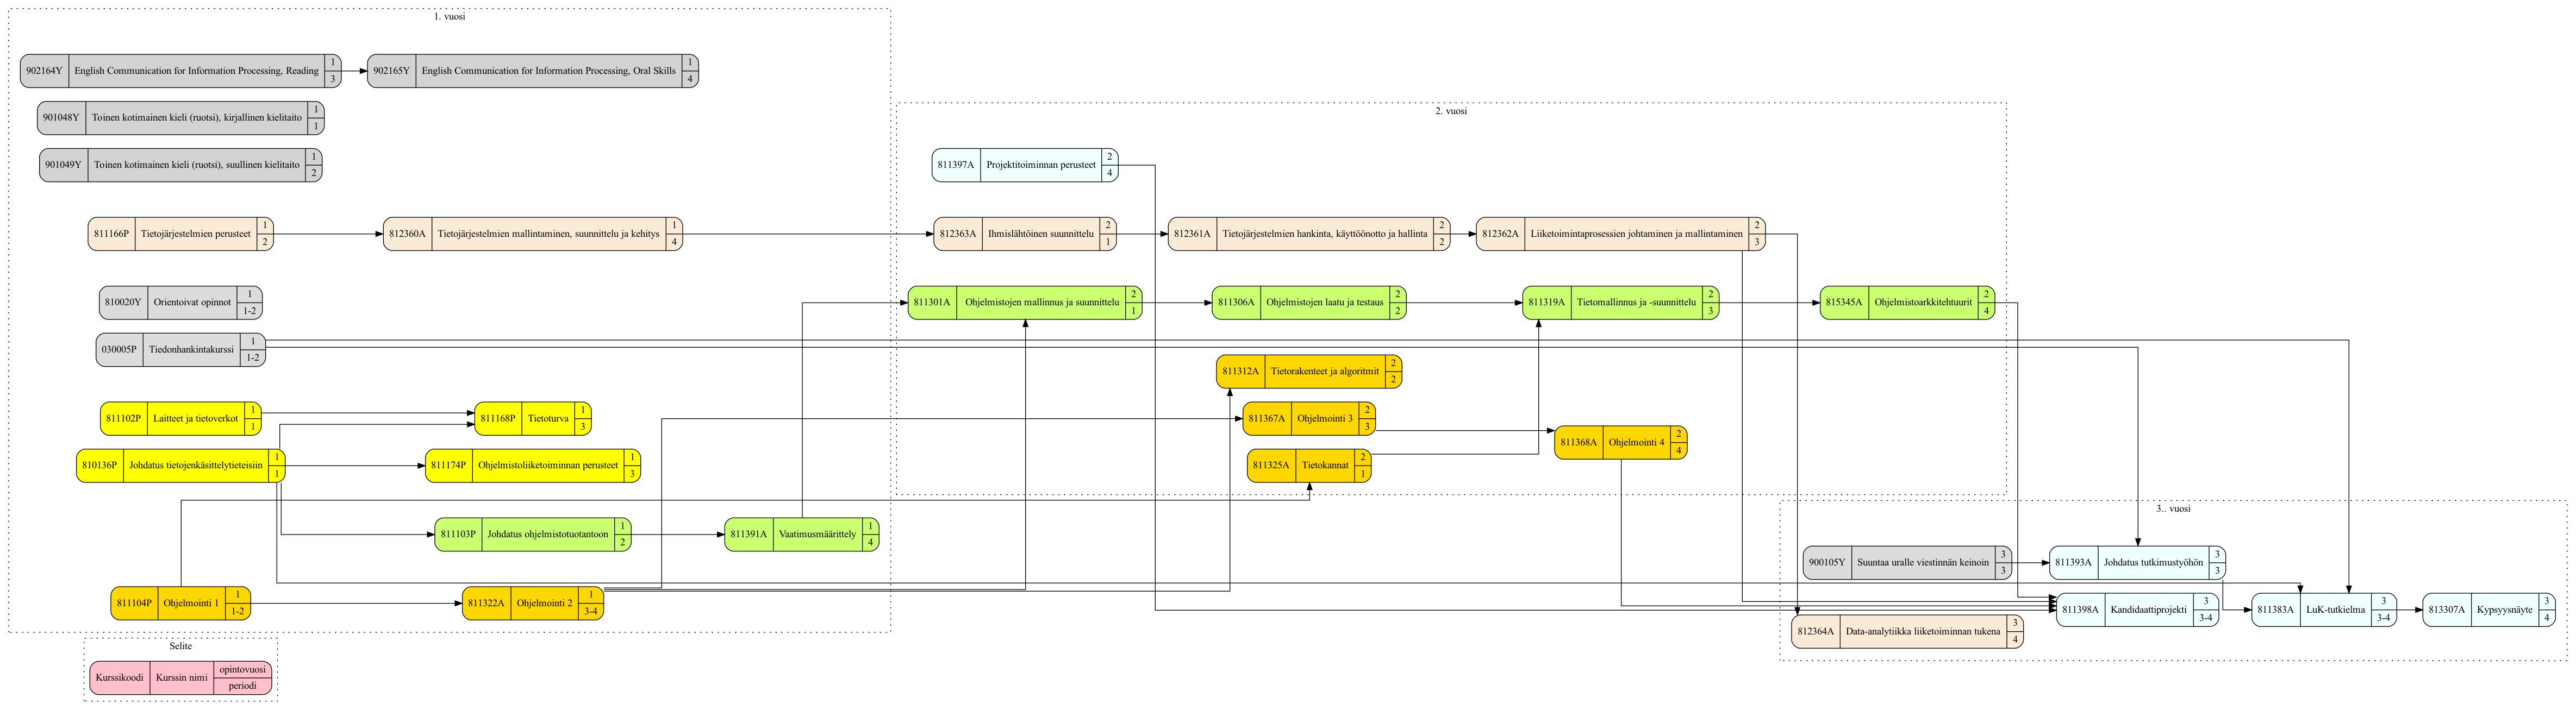 1. vuosi
902164Y English Communication for Information Processing, Reading 1 3
902165Y English Communication for Information Processing, Oral Skills 1 4
901048Y Toinen kotimainen kieli (ruotsi), kirjallinen kielitaito 1 1
901049Y Toinen kotimainen kieli (ruotsi), suullinen kielitaito 1 2
811166P Tietojärjestelmien perusteet 1 2
812360A Tietojärjestelmien mallintaminen, suunnittelu ja kehitys 1 4
810020Y Orientoivat opinnot 1 1-2
030005P Tiedonhankintakurssi 1 1-2
811102P Laitteet ja tietoverkot 1 1
811168P Tietoturva 1 3
810136P Johdatus tietojenkäsittelytieteisiin 1 1
811174P Ohjelmistoliiketoiminnan perusteet 1 3
811103P Johdatus ohjelmistotuotantoon 1 2
811391A Vaatimusmäärittely 1 4
811104P Ohjelmointi 1 1 1-2
811322A Ohjelmointi 2 1 3-4
2. vuosi
811397A Projektitoiminnan perusteet 2 4
812363A Ihmislähtöinen suunnittelu 2 1
812361A Tietojärjestelmien hankinta, käyttöönotto ja hallinta 2 2
812362A Liiketoimintaprosessien johtaminen ja mallintaminen 2 3
811301A Ohjelmistojen mallinnus ja suunnittelu 2 1
811306A Ohjelmistojen laatu ja testaus 2 2
811319A Tietomallinnus ja -suunnittelu 2 3
815345A Ohjelmistoarkkitehtuurit 2 4
811312A Tietorakenteet ja algoritmit 2 2
811367A Ohjelmointi 3 2 3
811368A Ohjelmointi 4 2 4
811325A Tietokannat 2 1
3.. vuosi
900105Y Suuntaa uralle viestinnän keinoin 3 3
811393A Johdatus tutkimustyöhön 3 3
811398A Kandidaattiprojekti 3 3-4
811383A LuK-tutkielma 3 3-4
813307A Kypsyysnäyte 3 4
812364A Data-analytiikka liiketoiminnan tukena 3 4
Selite
Kurssikoodi Kurssin nimi opintovuosi periodi